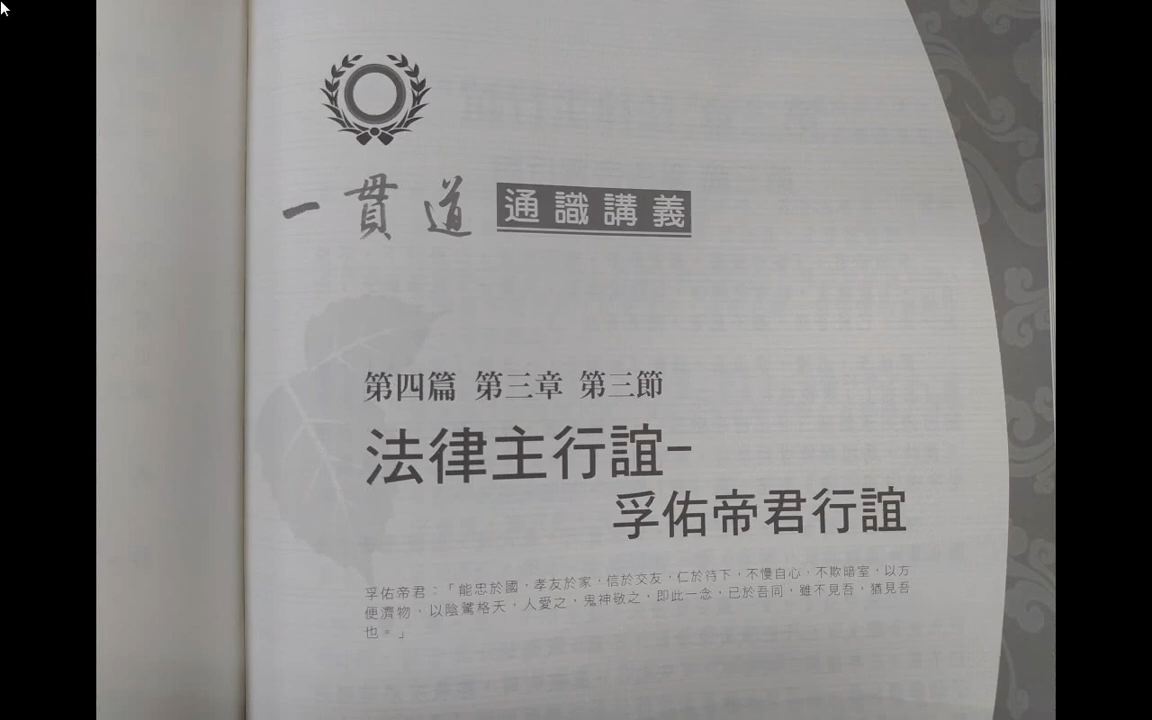 一貫道 通識講義
第四篇 第三章 第三節
法律主行誼－
孚佑帝君行誼
孚佑帝君：「能忠於國，孝友於家，信於交友，仁於待下，不慢自心，不欺暗室，以方
便濟物，以陰騭格天，人愛之，鬼神敬之，即此一念，已於吾同，雖不見吾，猶見吾
也。」